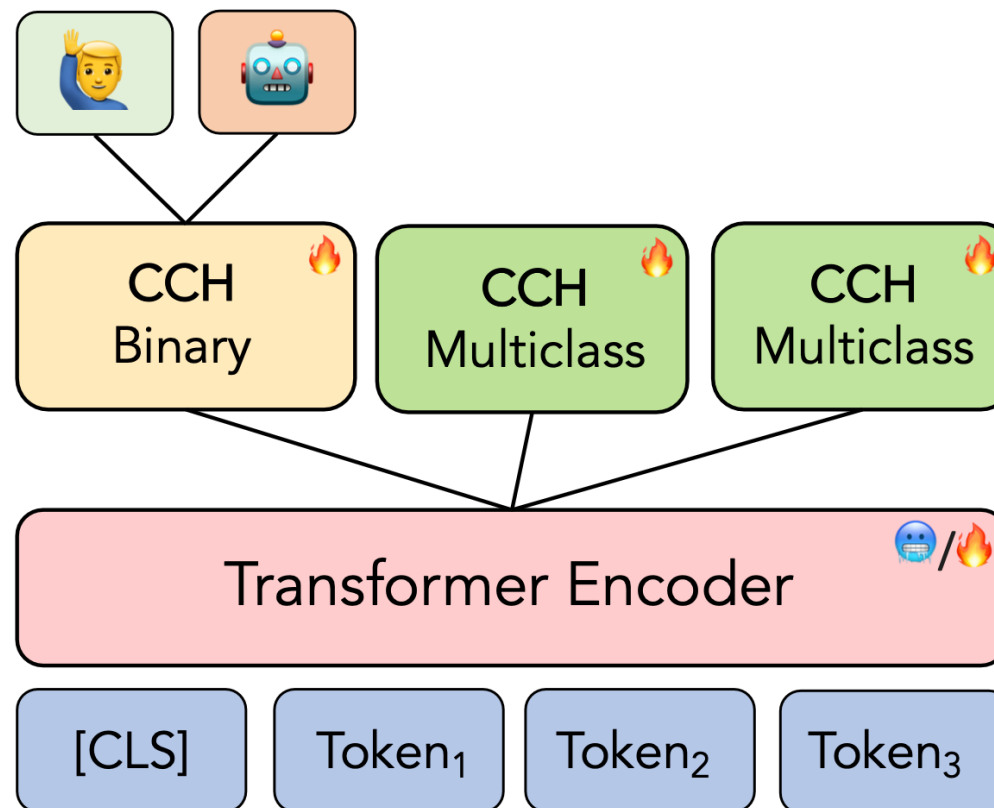 CCH
Binary
CCH
Multiclass
CCH
Multiclass
Transformer Encoder
/
[CLS]
Token₁
Token₂
Token₃